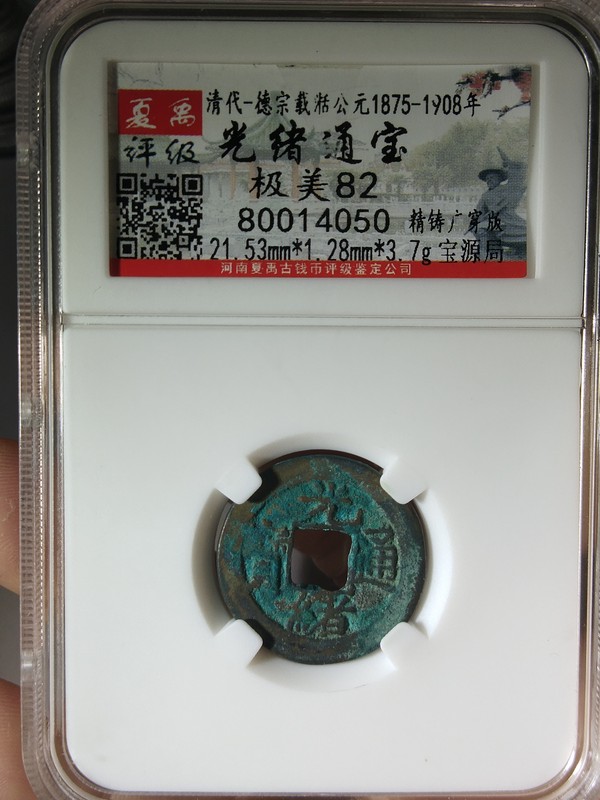 夏禹
评级
清代-德宗载湉公元1875-1908年
光绪通宝
极美82
80014050 精铸广穿版
21.53mm*1.28mm*3.7g 宝源局
河南夏禹古钱币评级鉴定公司
光
通
緒